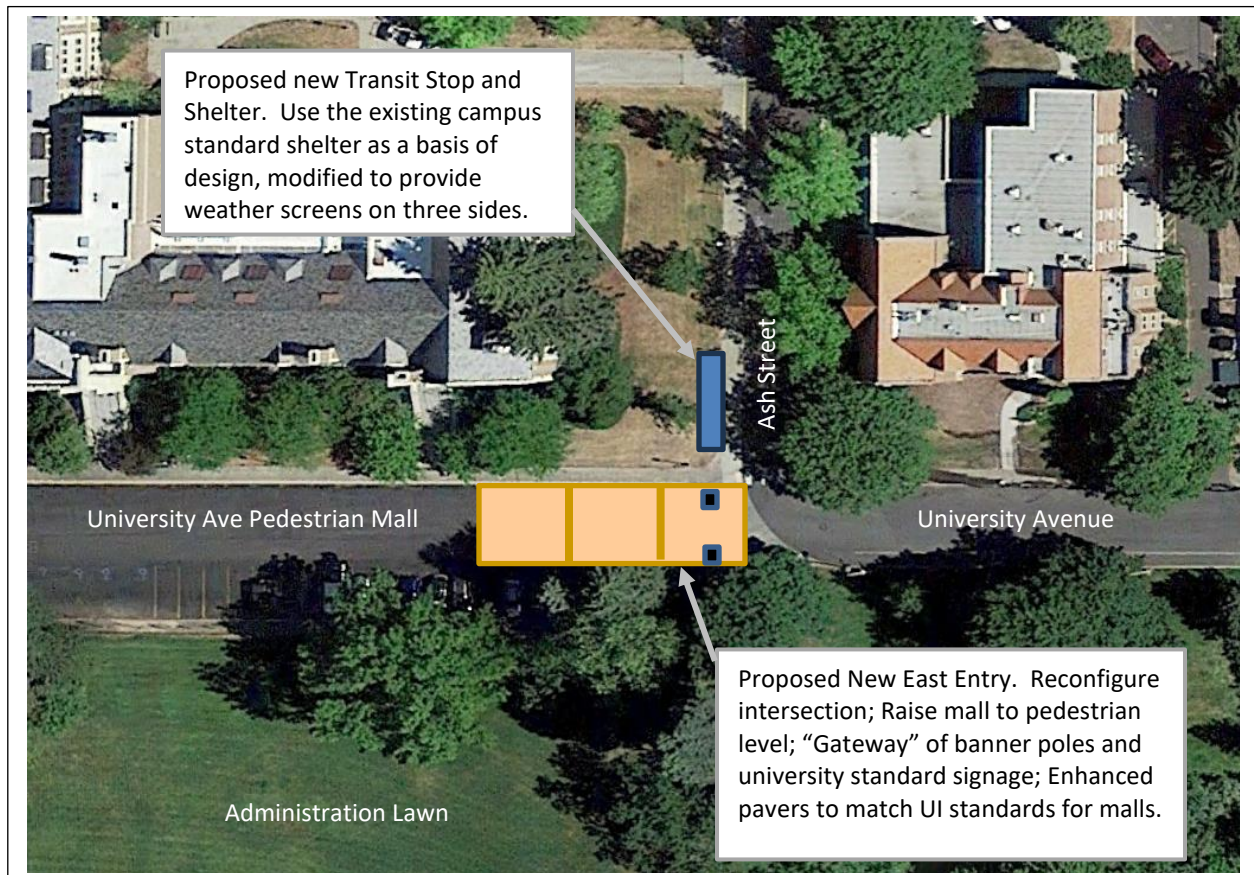 Proposed new Transit Stop and
Shelter.  Use the existing campus
standard shelter as a basis of
design, modified to provide
weather screens on three sides.
Ash Street
University Ave Pedestrian Mall
University Avenue
Proposed New East Entry.  Reconfigure
intersection; Raise mall to pedestrian
level; “Gateway” of banner poles and
university standard signage; Enhanced
pavers to match UI standards for malls.
Administration Lawn